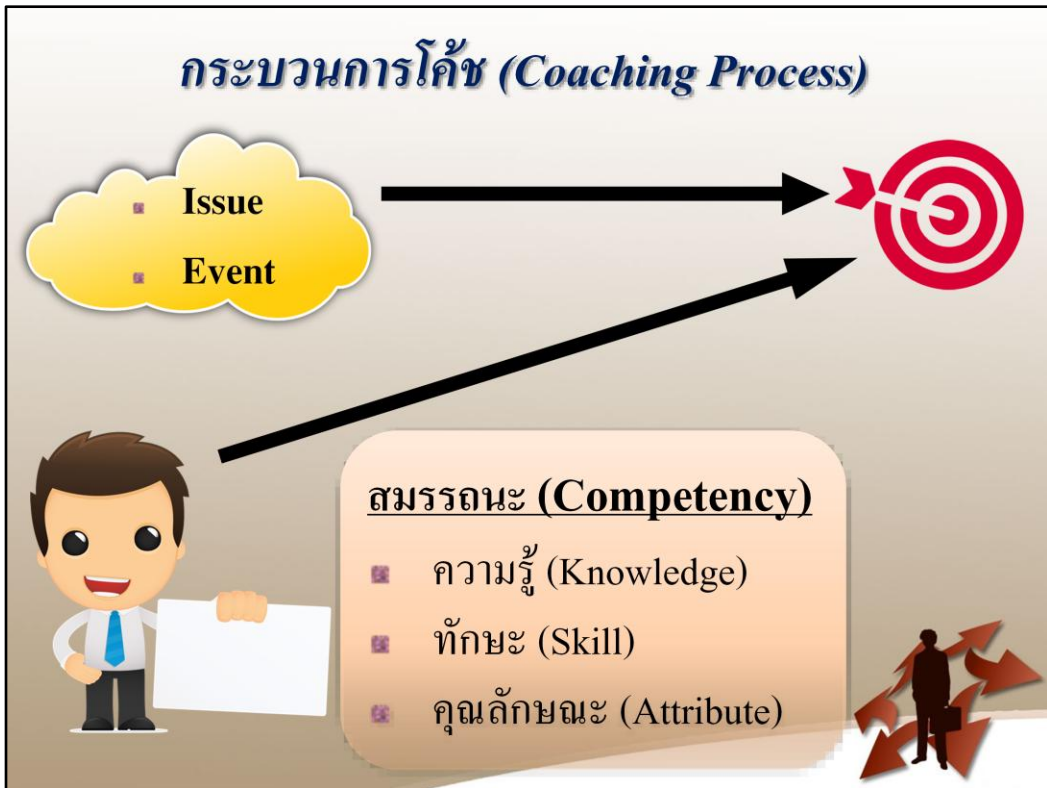 กระบวนการโค้ช (Coaching Process)
Issue
Event
สมรรถนะ (Competency)
ความรู้ (Knowledge)
ทักษะ (Skill)
คุณลักษณะ (Attribute)